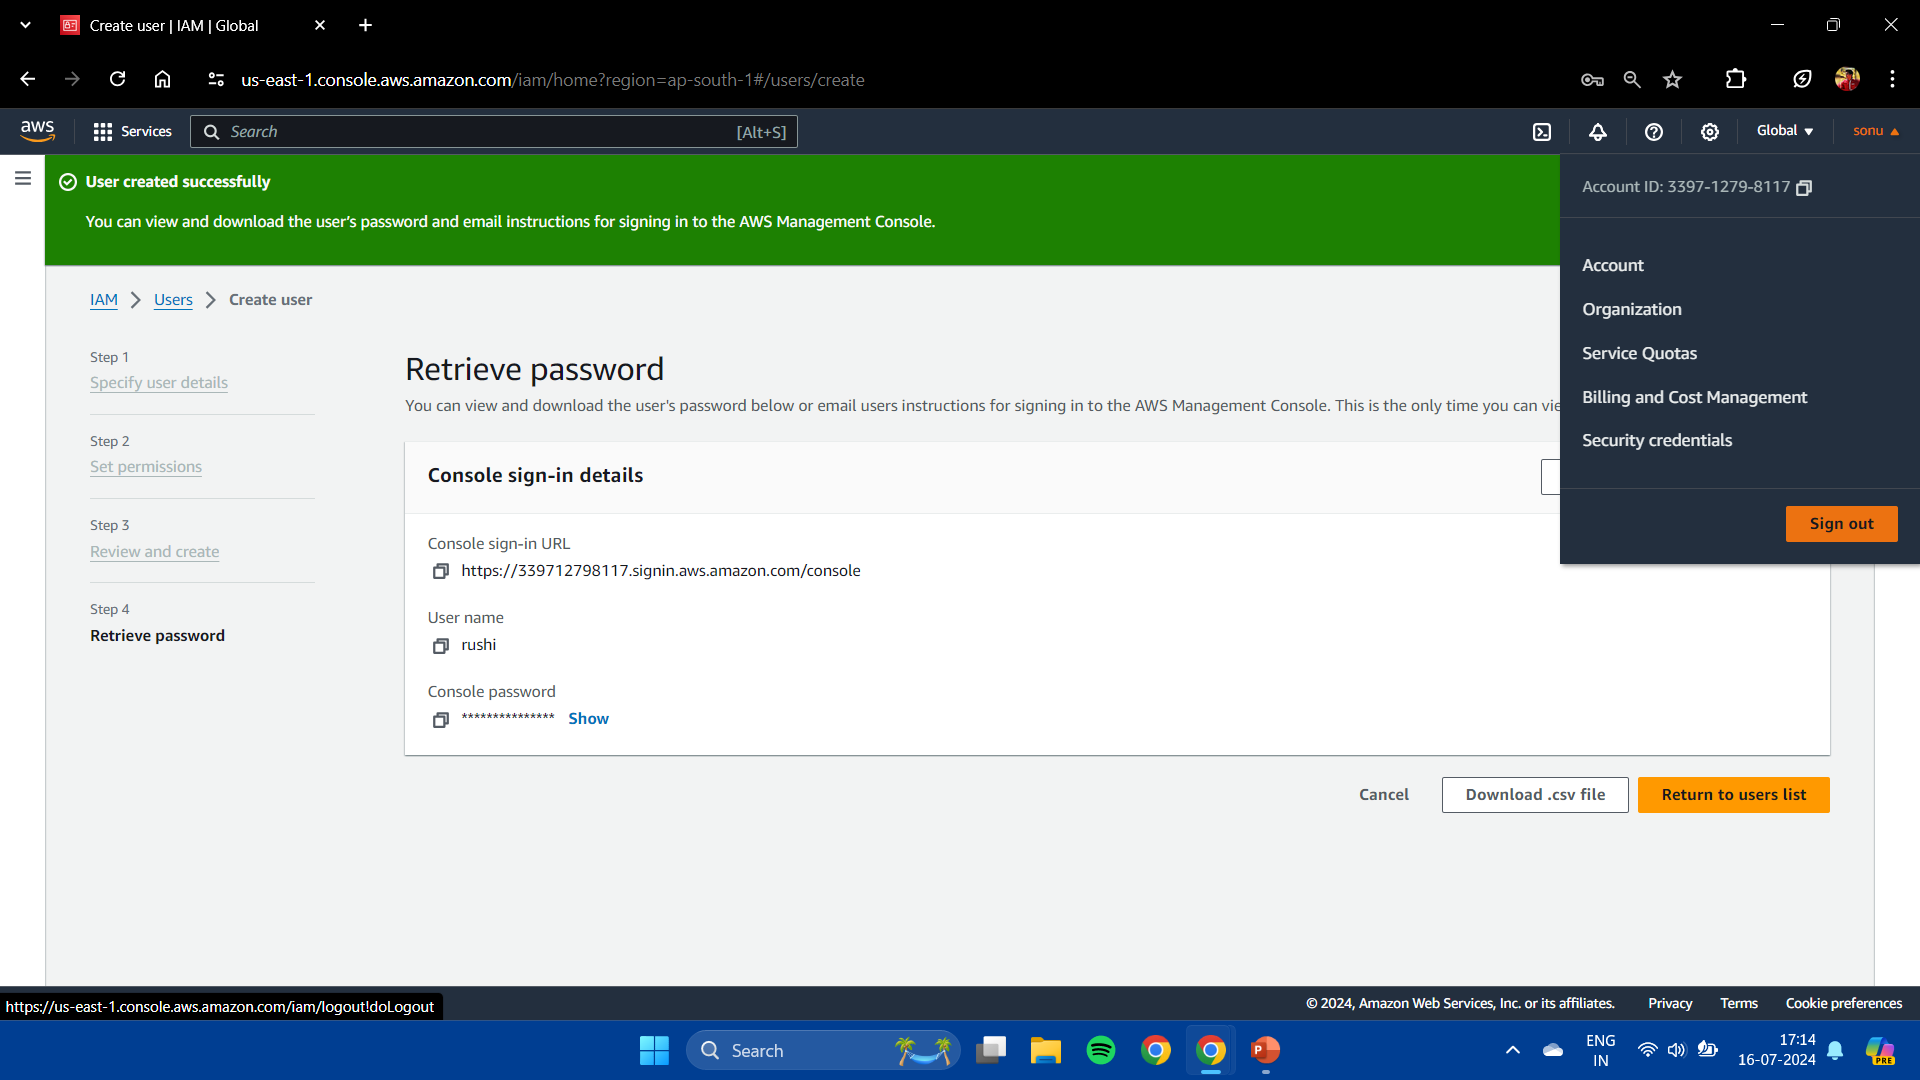 Create user | IAM | Global
us-east-1.console.aws.amazon.com/iam/home?region=ap-south-1#/users/create
aws
Services
Search
[Alt+S]
Global
sonu
User created successfully
You can view and download the user's password and email instructions for signing in to the AWS Management Console.
Account ID: 3397-1279-8117
Account
Organization
Service Quotas
Billing and Cost Management
Security credentials
Sign out
IAM
Users
Create user
Step 1
Specify user details
Step 2
Set permissions
Step 3
Review and create
Step 4
Retrieve password
Retrieve password
You can view and download the user's password below or email users instructions for signing in to the AWS Management Console. This is the only time you can vie
Console sign-in details
Console sign-in URL
https://339712798117.signin.aws.amazon.com/console
User name
rushi
Console password
*************** Show
Cancel
Download .csv file
Return to users list
https://us-east-1.console.aws.amazon.com/iam/logout!doLogout
© 2024, Amazon Web Services, Inc. or its affiliates.
Privacy
Terms
Cookie preferences
Search
P
ENG
IN
17:14
16-07-2024
PRE